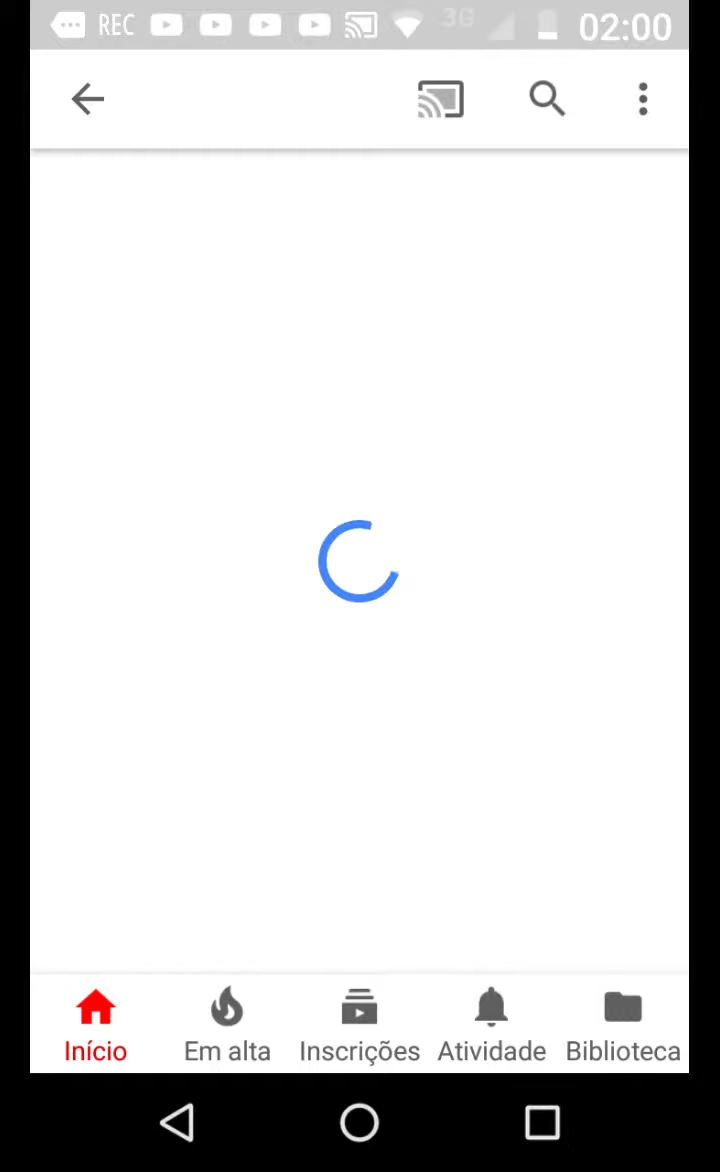 REC 3G 02:00
Início Em alta Inscrições Atividade Biblioteca